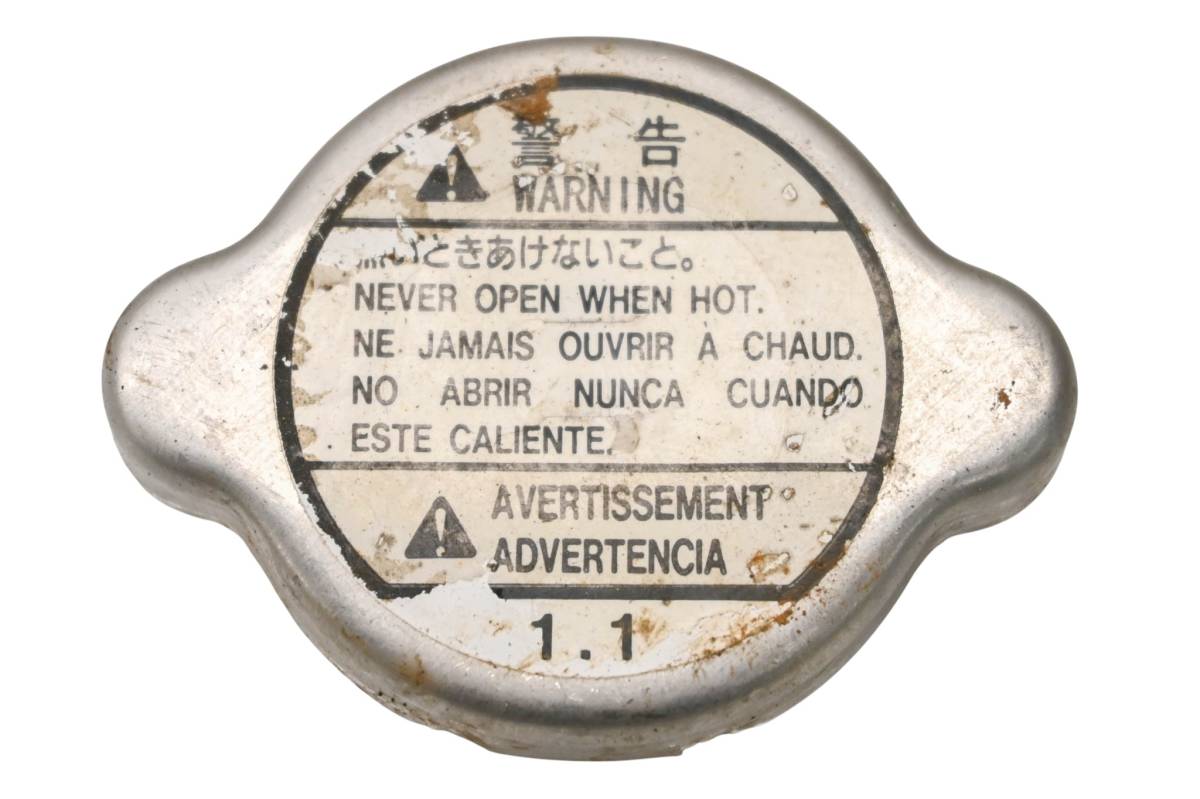 警告
WARNING
いときあけないこと。
NEVER OPEN WHEN HOT.
NE JAMAIS OUVRIR À CHAUD.
NO ABRIR NUNCA CUANDO
ESTE CALIENTE.
AVERTISSEMENT
ADVERTENCIA
1.1